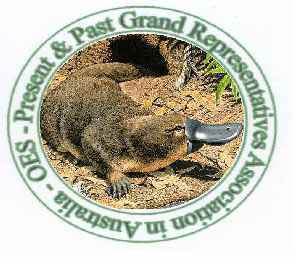 OES - Present & Past Grand Representatives Association in Australia -